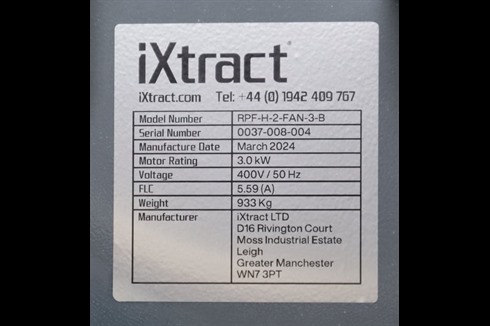 iXtract
iXtract.com Tel: +44 (0) 1942 409 767
Model Number RPF-H-2-FAN-3-B
Serial Number 0037-008-004
Manufacture Date March 2024
Motor Rating 3.0 kW
Voltage 400V / 50 Hz
FLC 5.59 (A)
Weight 933 Kg
Manufacturer iXtract LTD
D16 Rivington Court
Moss Industrial Estate
Leigh
Greater Manchester
WN7 3PT